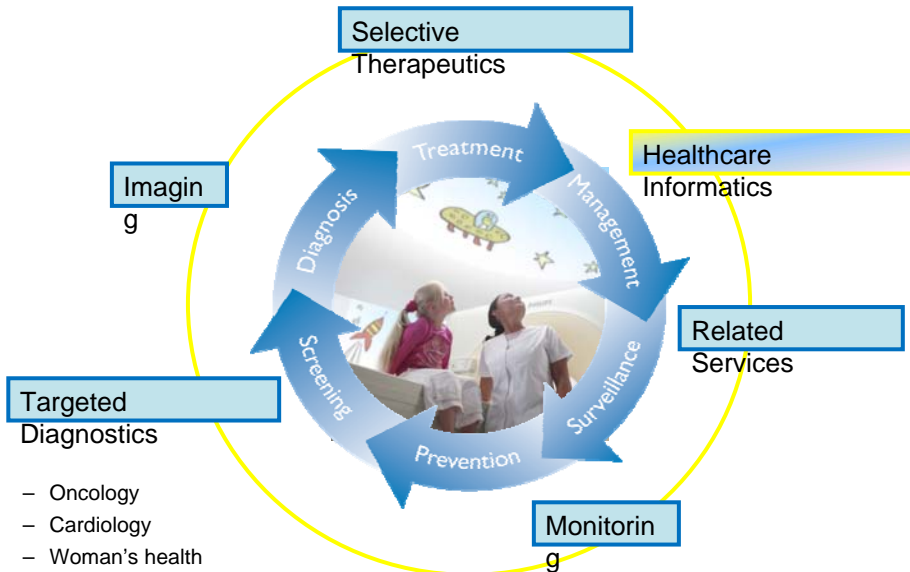 Selective
Therapeutics
Healthcare
Informatics
Imagin
g
Treatment
Management
Diagnosis
Related
Services
Surveillance
Screening
Prevention
Targeted
Diagnostics
– Oncology
– Cardiology
– Woman's health
Monitorin
g